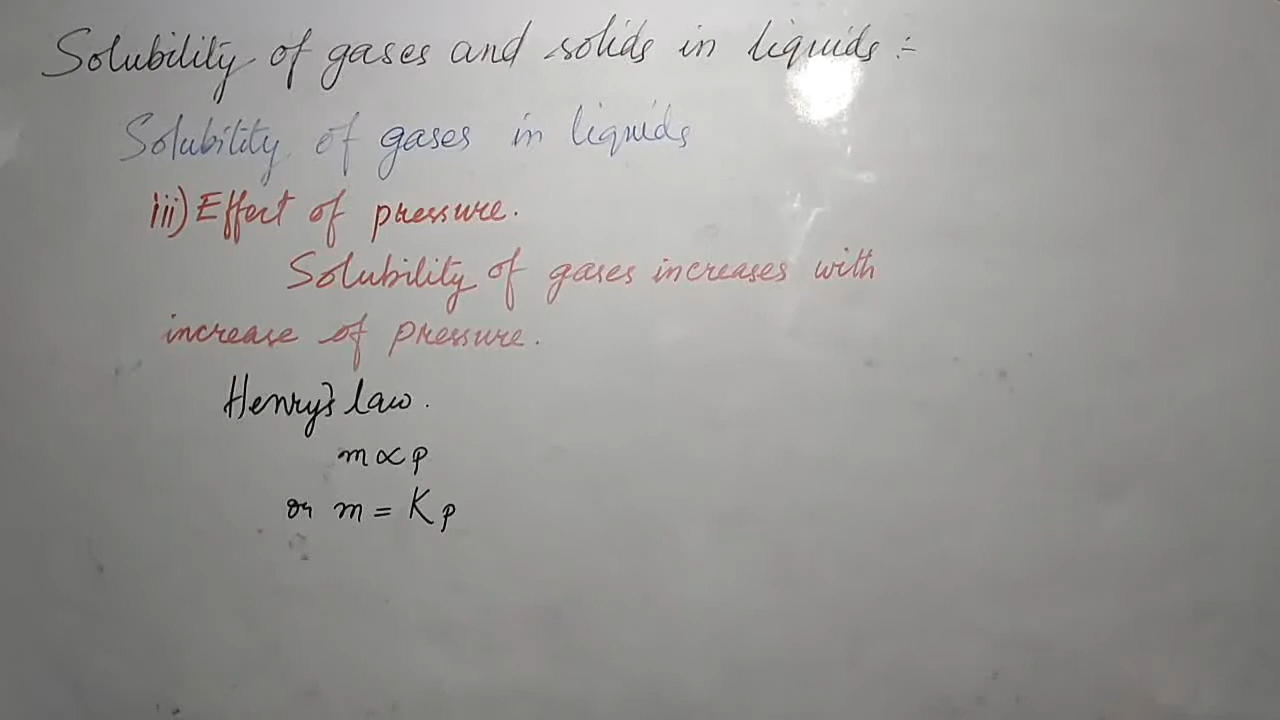 Solubility of gases and solids in liquids :-
Solubility of gases in liquids
iii) Effect of pressure.
Solubility of gases increases with
increase of pressure.
Henry's law.
m ∝ p
or m = K p